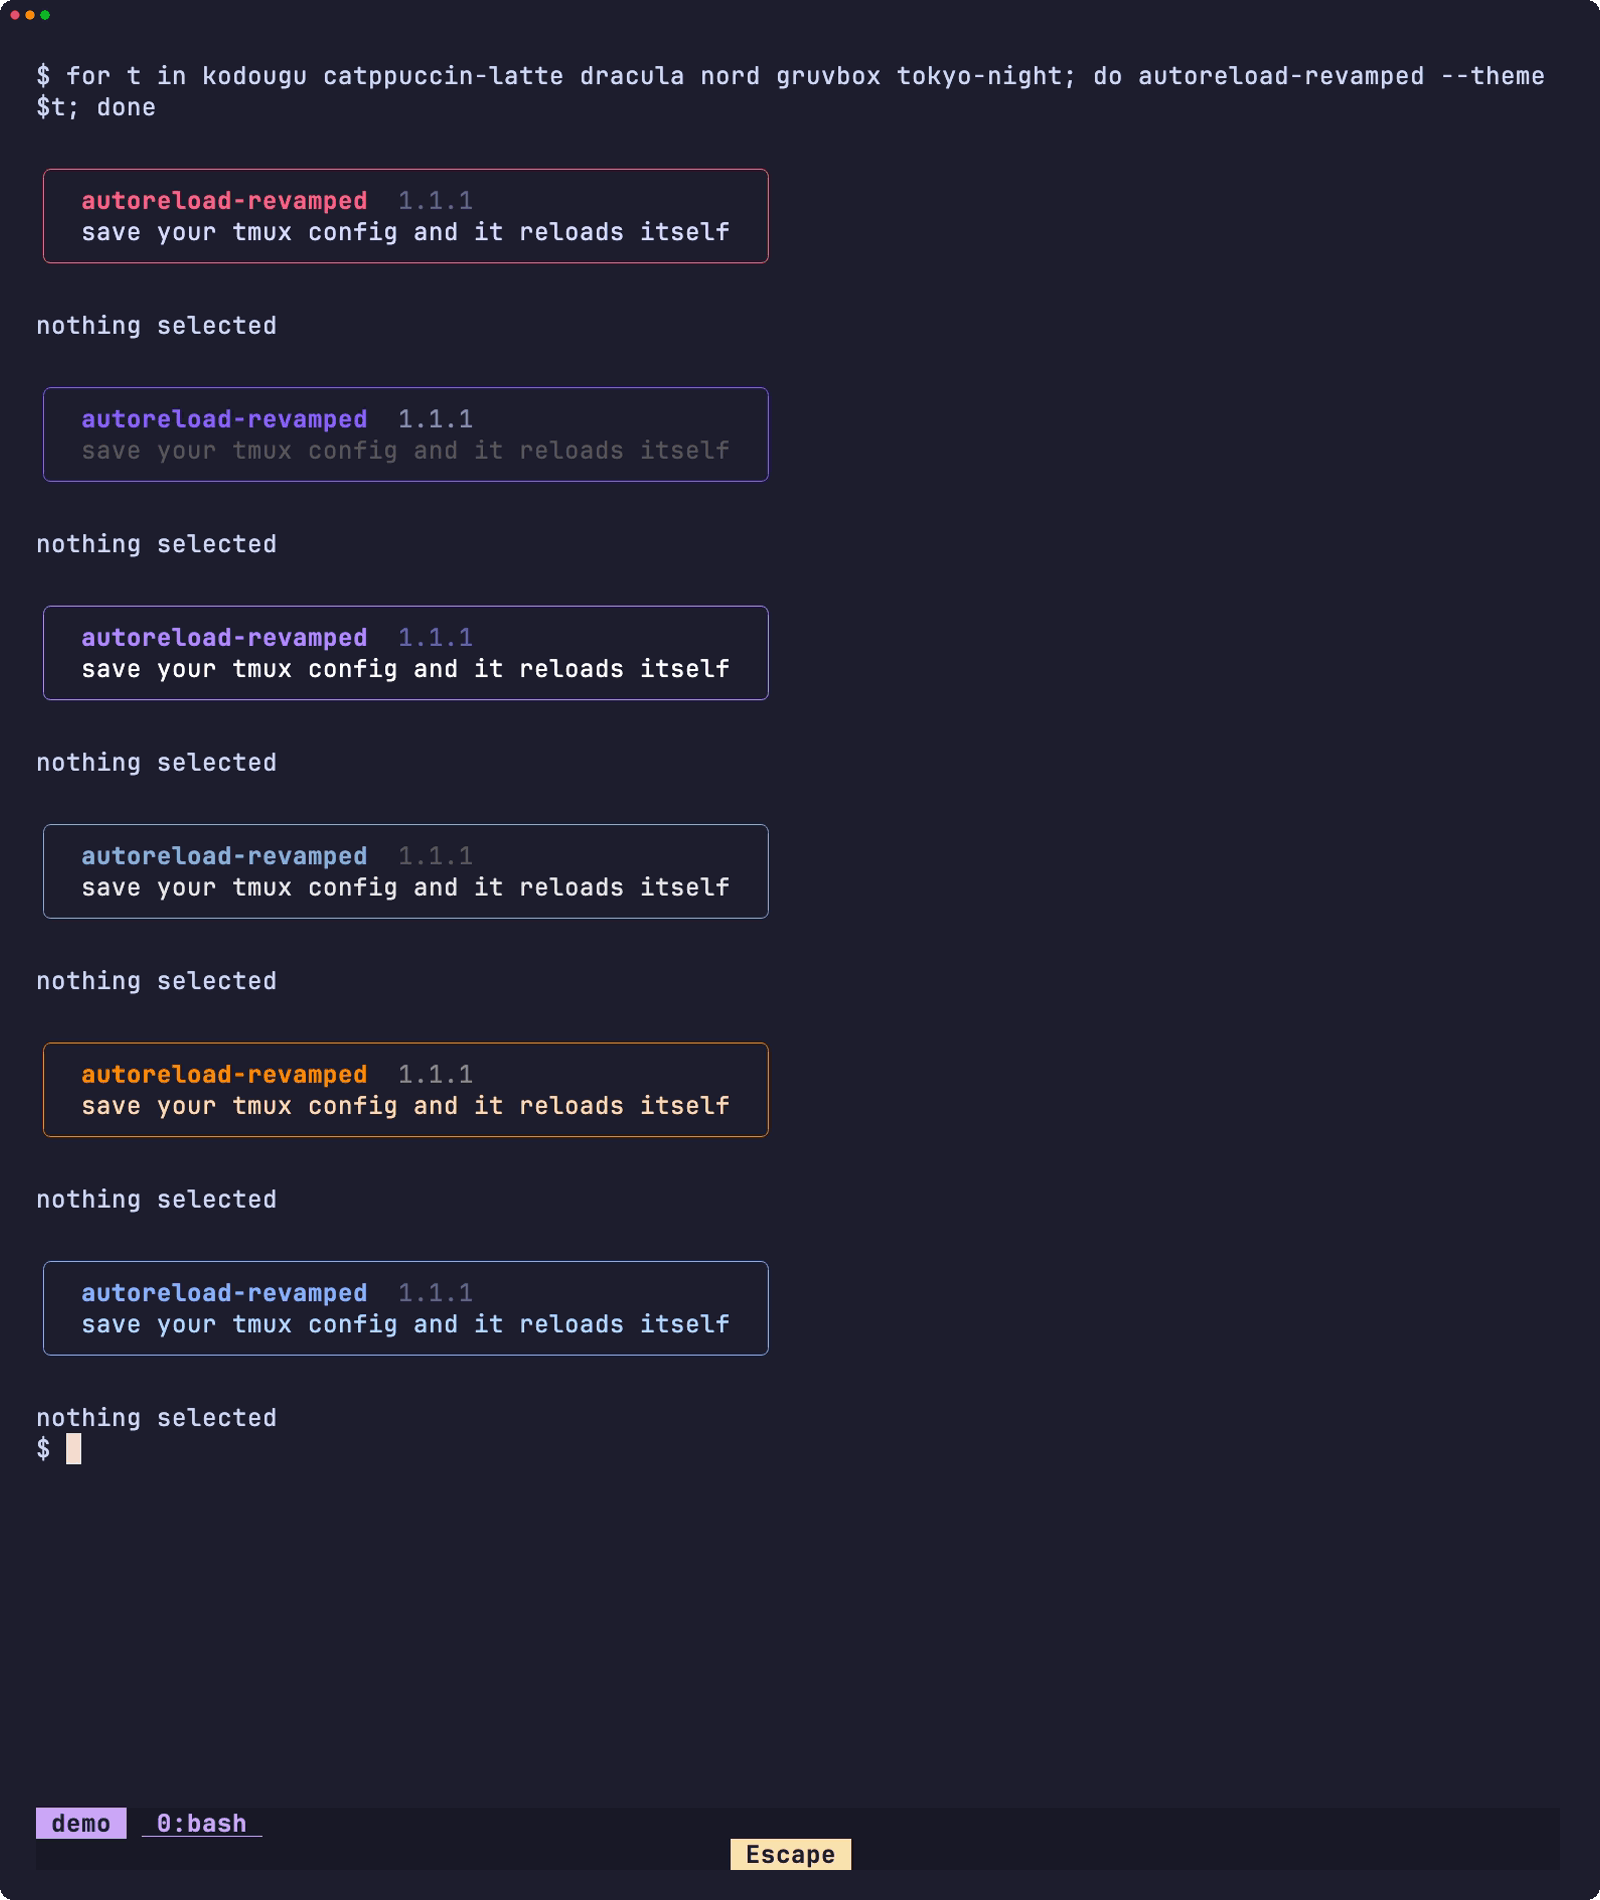 $ for t in kodougu catppuccin-latte dracula nord gruvbox tokyo-night; do autoreload-revamped --theme
$t; done
autoreload-revamped 1.1.1
save your tmux config and it reloads itself
nothing selected
autoreload-revamped 1.1.1
save your tmux config and it reloads itself
nothing selected
autoreload-revamped 1.1.1
save your tmux config and it reloads itself
nothing selected
autoreload-revamped 1.1.1
save your tmux config and it reloads itself
nothing selected
autoreload-revamped 1.1.1
save your tmux config and it reloads itself
nothing selected
autoreload-revamped 1.1.1
save your tmux config and it reloads itself
nothing selected
$
demo 0:bash
Escape